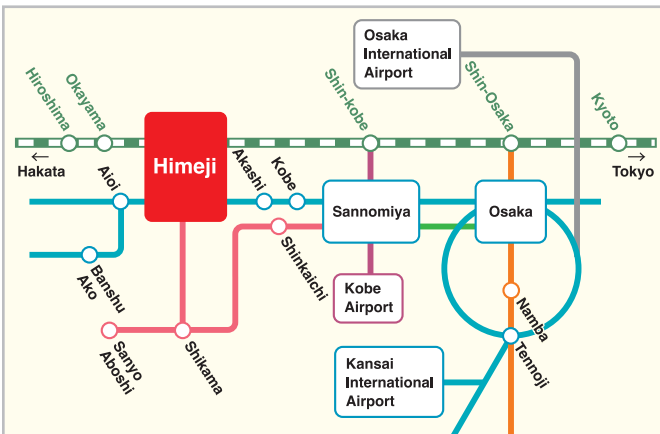 Osaka
International
Airport
Hiroshima
Okayama
Shin-kobe
Shin-Osaka
Kyoto
Hakata
Tokyo
Himeji
Aioi
Akashi
Kobe
Sannomiya
Osaka
Shinkaichi
Banshu
Ako
Kobe
Airport
Namba
Sanyo
Aboshi
Shikama
Tennoji
Kansai
International
Airport